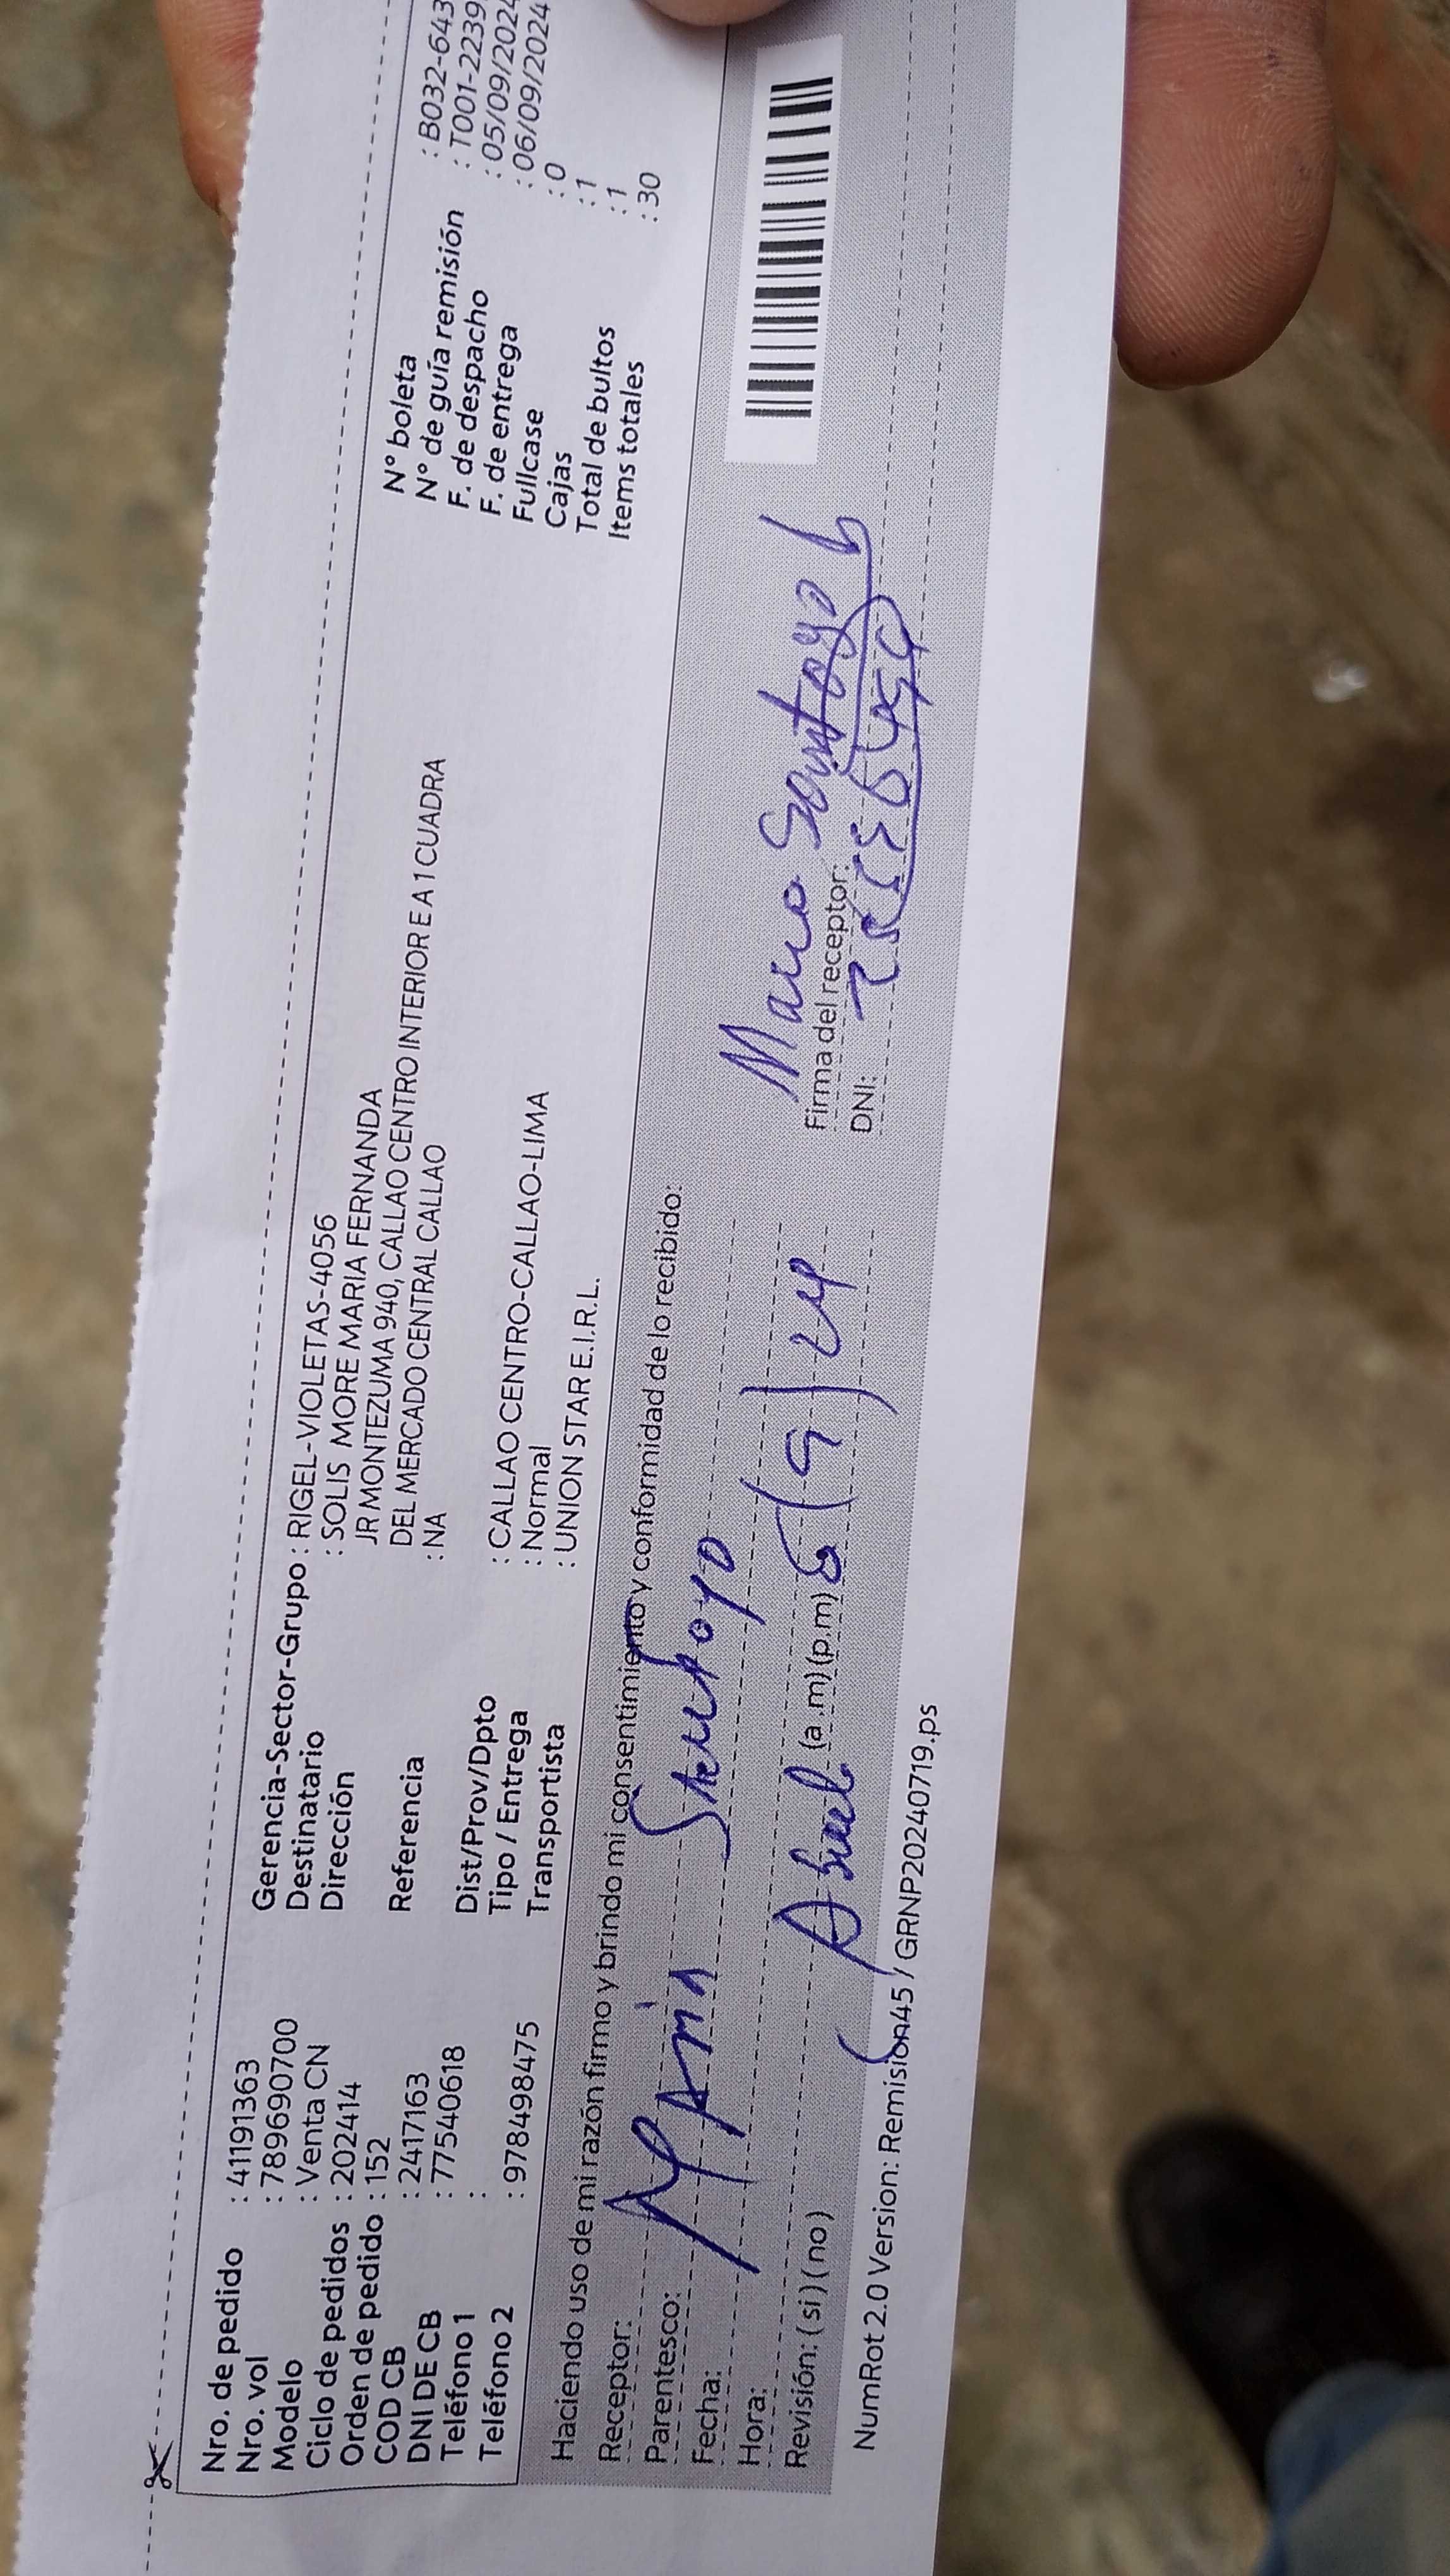 Nro. de pedido : 41191363
Nro. vol : 789690700
Modelo : Venta CN
Ciclo de pedidos : 202414
Orden de pedido : 152
COD CB : 2417163
DNI DE CB : 77540618
Teléfono 1 :
Teléfono 2 : 978498475
Gerencia-Sector-Grupo : RIGEL-VIOLETAS-4056
Destinatario : SOLIS MORE MARIA FERNANDA
Dirección JR MONTEZUMA 940, CALLAO CENTRO INTERIOR E A 1 CUADRA
DEL MERCADO CENTRAL CALLAO
Referencia : NA
Dist/Prov/Dpto : CALLAO CENTRO-CALLAO-LIMA
Tipo / Entrega : Normal
Transportista : UNION STAR E.I.R.L.
N° boleta : B032-643
N° de guía remisión : T001-2239
F. de despacho : 05/09/2024
F. de entrega : 06/09/2024
Fullcase : 0
Cajas : 1
Total de bultos : 1
Items totales : 30
Haciendo uso de mi razón firmo y brindo mi consentimiento y conformidad de lo recibido:
Receptor:
Parentesco:
Fecha:
Hora: (a.m) (p.m) 6/9/24
Revisión: ( si ) ( no )
Santoyo
Firma del receptor:
DNI:
NumRot 2.0 Version: Remision45 / GRNP20240719.ps